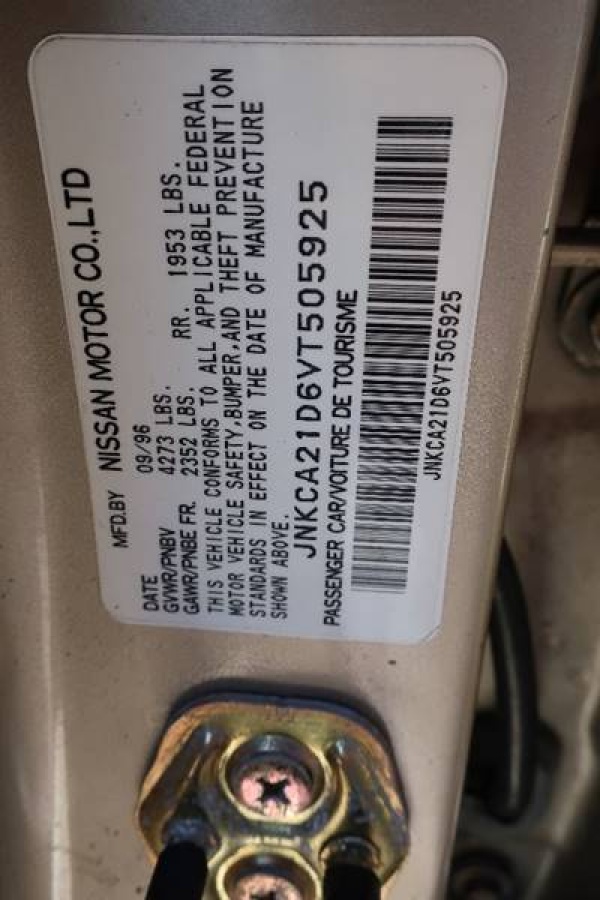 MFD.BY NISSAN MOTOR CO.,LTD
DATE 09/96
GVWR/PNBV 4273 LBS.
GAWR/PNBE FR. 2352 LBS. RR. 1953 LBS.
THIS VEHICLE CONFORMS TO ALL APPLICABLE FEDERAL
MOTOR VEHICLE SAFETY,BUMPER,AND THEFT PREVENTION
STANDARDS IN EFFECT ON THE DATE OF MANUFACTURE
SHOWN ABOVE.
JNKCA21D6VT505925
PASSENGER CAR/VOITURE DE TOURISME
JNKCA21D6VT505925